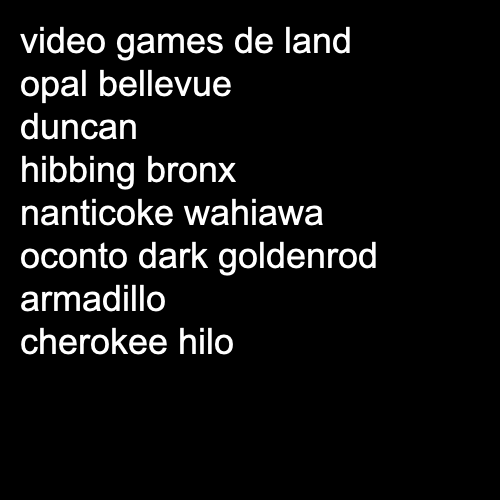 video games de land
opal bellevue
duncan
hibbing bronx
nanticoke wahiawa
oconto dark goldenrod
armadillo
cherokee hilo